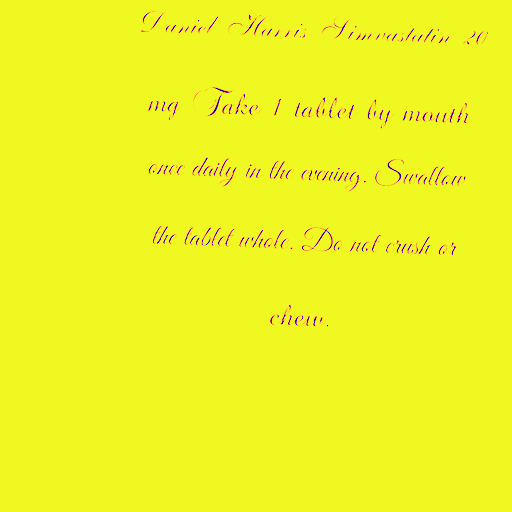 Daniel Harris Simvastatin 20
mg Take 1 tablet by mouth
once daily in the evening. Swallow
the tablet whole. Do not crush or
chew.